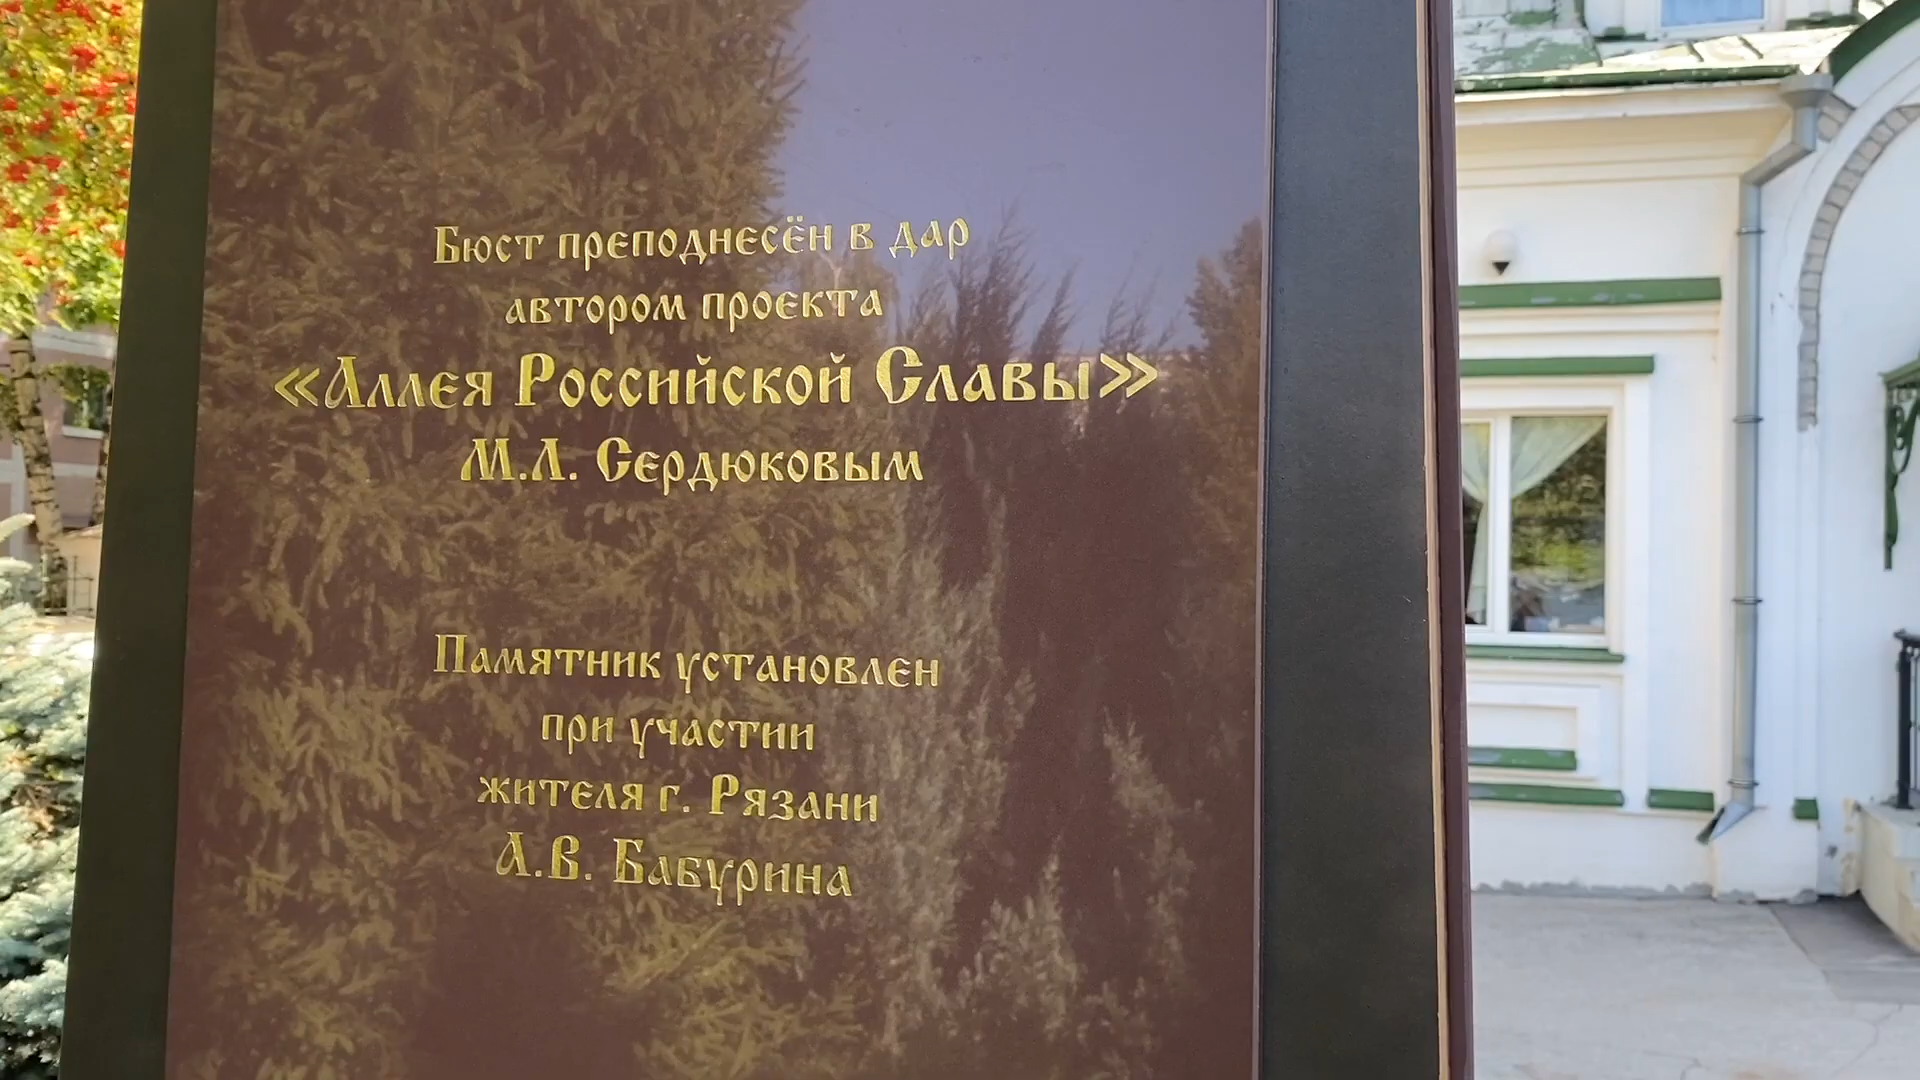 Бюст преподнесён в дар
автором проекта
«Аллея Российской Славы»
М.Л. Сердюковым
Памятник установлен
при участии
жителя г. Рязани
А.В. Бабурина